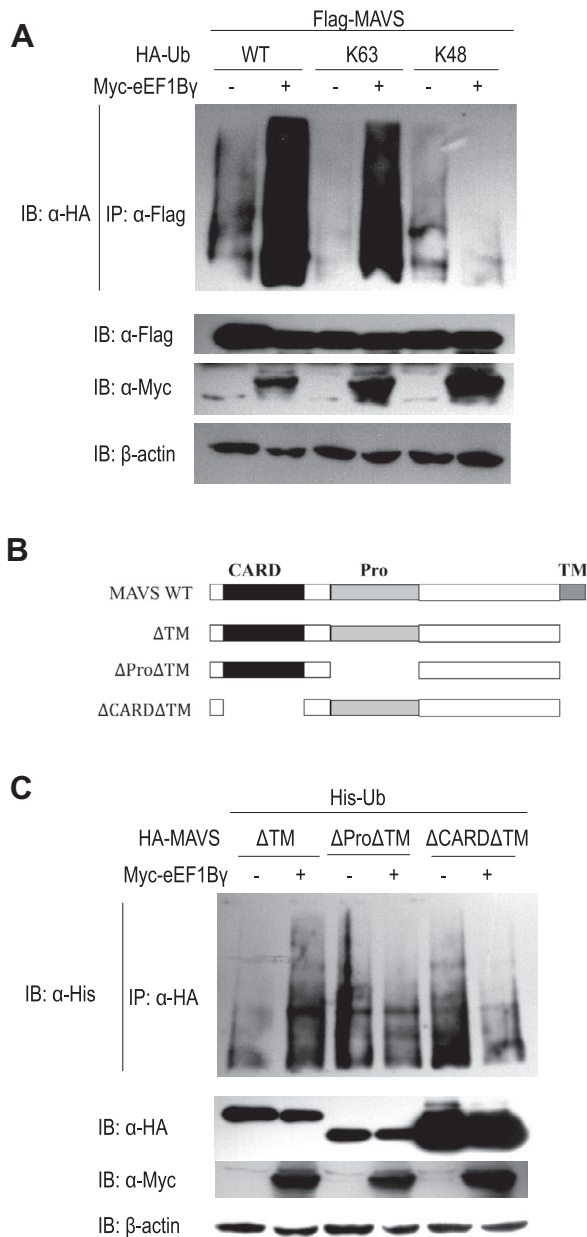 A
Flag-MAVS
HA-Ub WT K63 K48
Myc-eEF1Bγ - + - + - +
IB: α-HA IP: α-Flag
IB: α-Flag
IB: α-Myc
IB: β-actin
B
CARD Pro TM
MAVS WT
ΔTM
ΔProΔTM
ΔCARDΔTM
C
His-Ub
HA-MAVS ΔTM ΔProΔTM ΔCARDΔTM
Myc-eEF1Bγ - + - + - +
IB: α-His IP: α-HA
IB: α-HA
IB: α-Myc
IB: β-actin